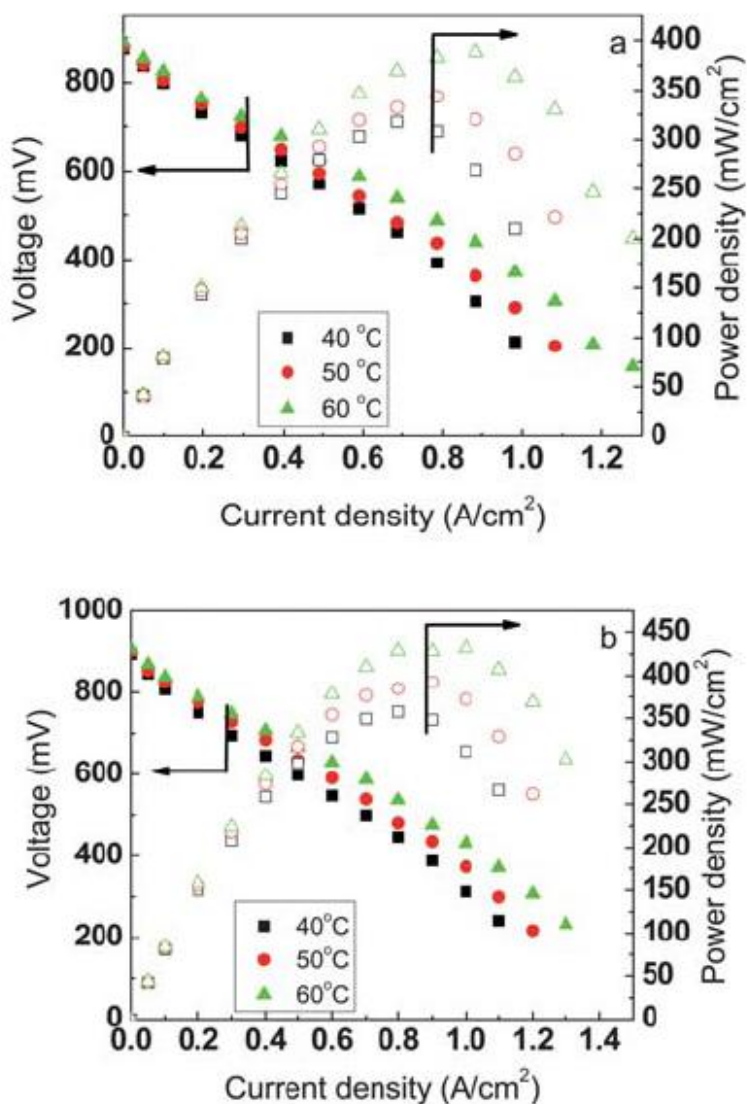 a
Voltage (mV)
800
600
400
200
0
400
350
300
250
200
150
100
50
0
Power density (mW/cm²)
40 °C
50 °C
60 °C
0.0 0.2 0.4 0.6 0.8 1.0 1.2
Current density (A/cm²)
b
Voltage (mV)
1000
800
600
400
200
0
450
400
350
300
250
200
150
100
50
0
Power density (mW/cm²)
40°C
50°C
60°C
0.0 0.2 0.4 0.6 0.8 1.0 1.2 1.4
Current density (A/cm²)